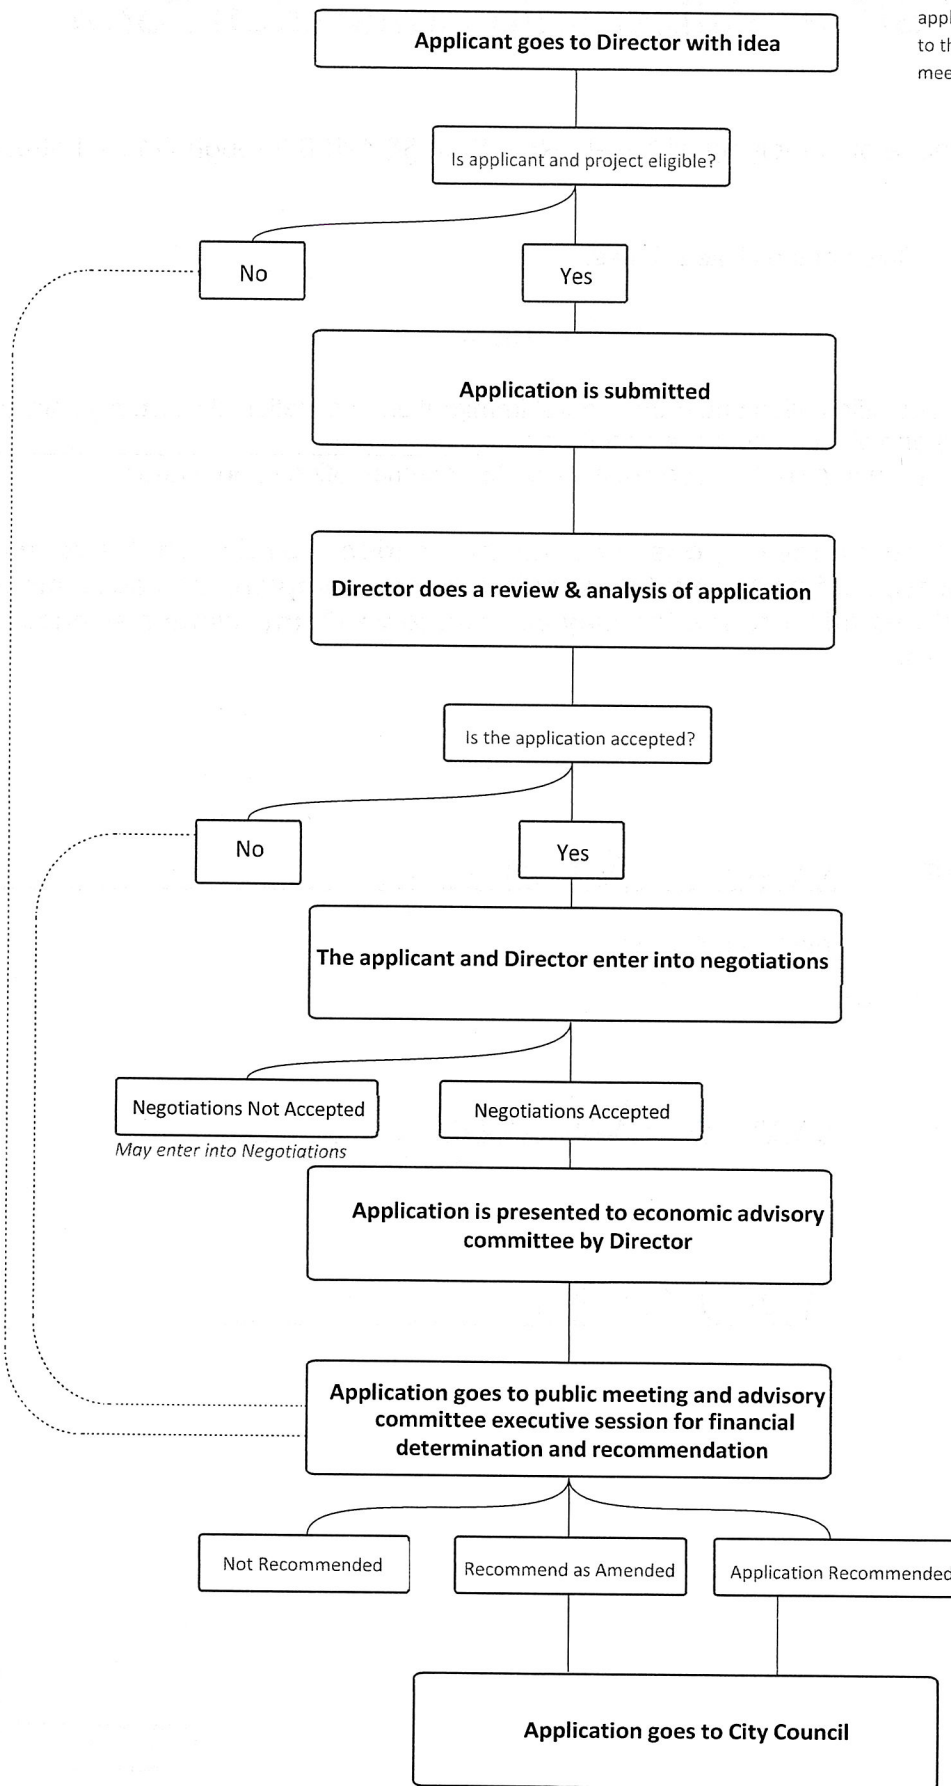 Applicant goes to Director with idea
Is applicant and project eligible?
No
Yes
Application is submitted
Director does a review & analysis of application
Is the application accepted?
No
Yes
The applicant and Director enter into negotiations
Negotiations Not Accepted
Negotiations Accepted
May enter into Negotiations
Application is presented to economic advisory
committee by Director
Application goes to public meeting and advisory
committee executive session for financial
determination and recommendation
Not Recommended
Recommend as Amended
Application Recommended
Application goes to City Council